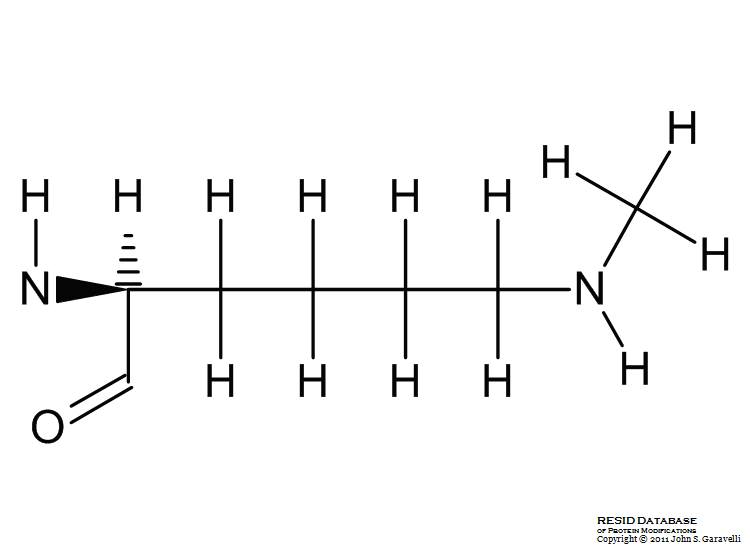 H H
H H H H H H H
N N
H H H H H
O
RESID DATABASE
OF PROTEIN MODIFICATIONS
Copyright © 2011 John S. Garavelli